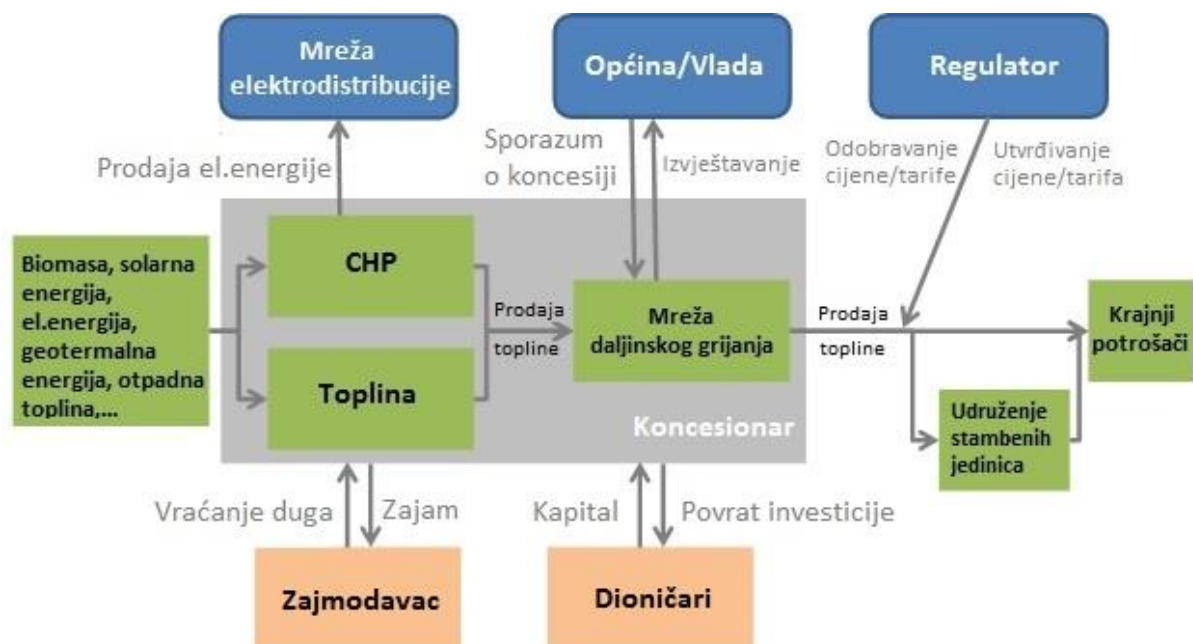 Mreža
elektrodistribucije
Općina/Vlada
Regulator
Prodaja el.energije
Sporazum
o koncesiji
Izvještavanje
Odobravanje
cijene/tarife
Utvrđivanje
cijene/tarifa
Biomasa, solarna
energija,
el.energija,
geotermalna
energija, otpadna
toplina,...
CHP
Toplina
Prodaja
topline
Mreža
daljinskog grijanja
Koncesionar
Prodaja
topline
Krajnji
potrošači
Udruženje
stambenih
jedinica
Vraćanje duga
Zajam
Kapital
Povrat investicije
Zajmodavac
Dioničari